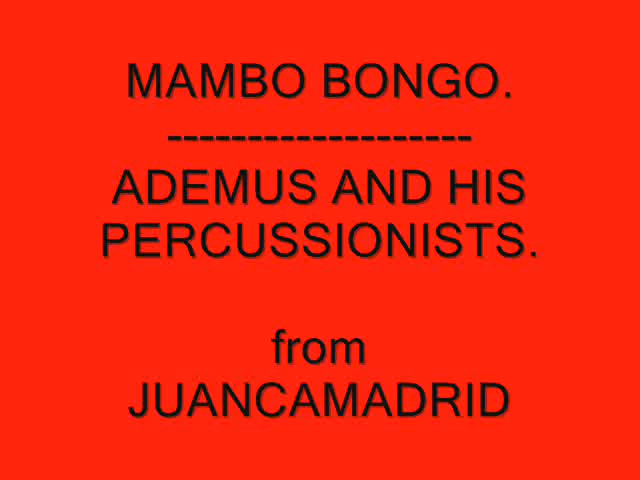 MAMBO BONGO.
-------------------
ADEMUS AND HIS
PERCUSSIONISTS.
from
JUANCAMADRID